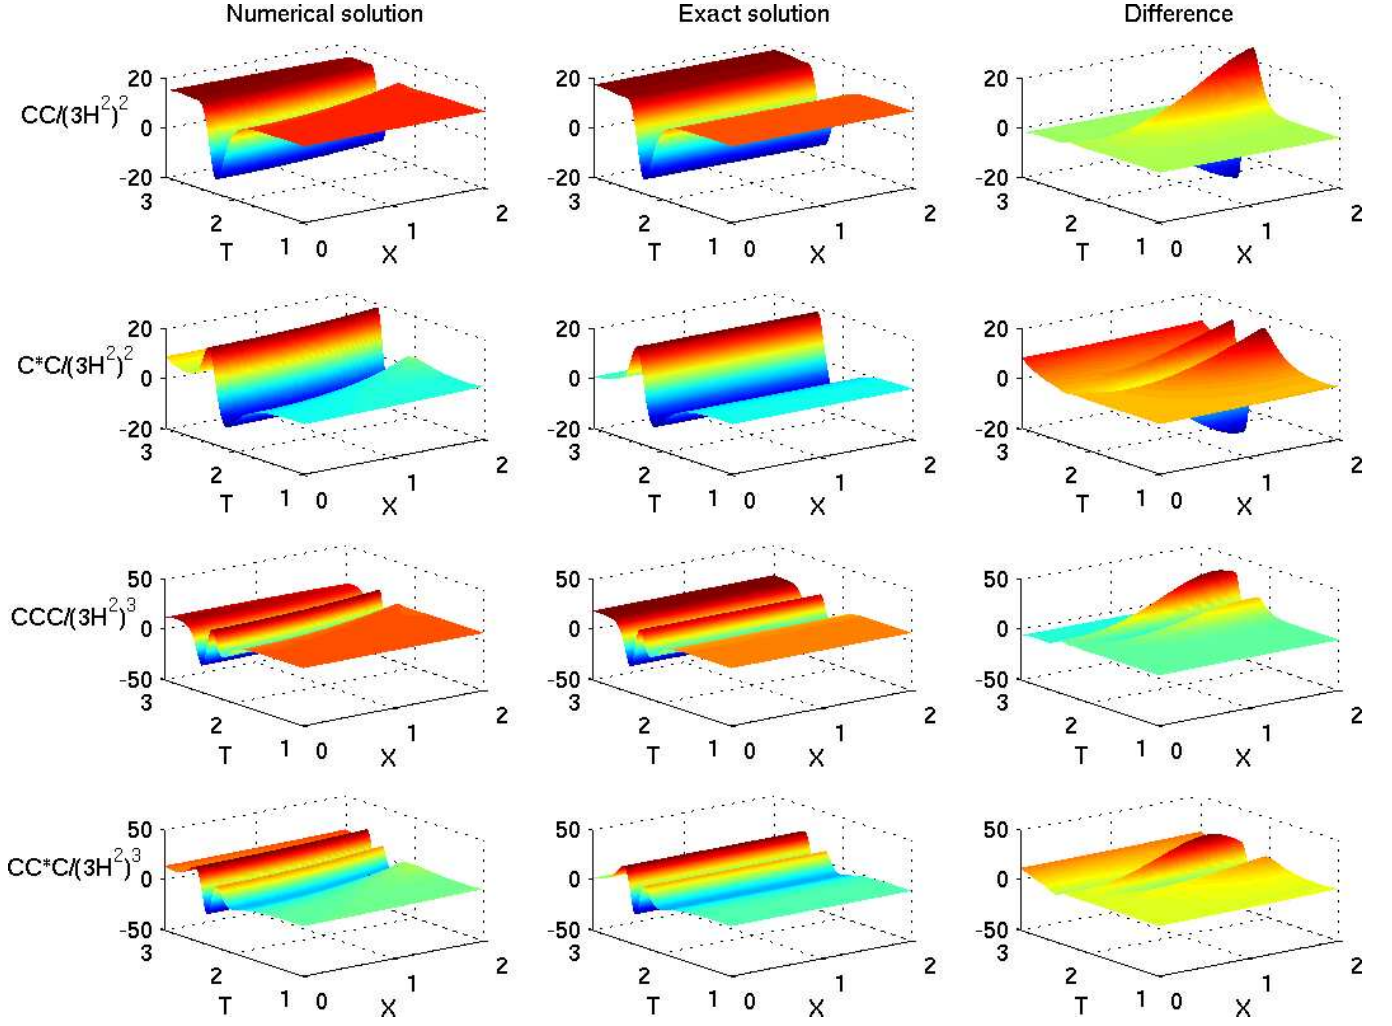 Numerical solution Exact solution Difference
CC/(3H²)²
20 0 -20 3 2 1 T 0 1 2 X
20 0 -20 3 2 1 T 0 1 2 X
20 0 -20 3 2 1 T 0 1 2 X
C*C/(3H²)²
20 0 -20 3 2 1 T 0 1 2 X
20 0 -20 3 2 1 T 0 1 2 X
20 0 -20 3 2 1 T 0 1 2 X
CCC/(3H²)³
50 0 -50 3 2 1 T 0 1 2 X
50 0 -50 3 2 1 T 0 1 2 X
50 0 -50 3 2 1 T 0 1 2 X
CC*C/(3H²)³
50 0 -50 3 2 1 T 0 1 2 X
50 0 -50 3 2 1 T 0 1 2 X
50 0 -50 3 2 1 T 0 1 2 X